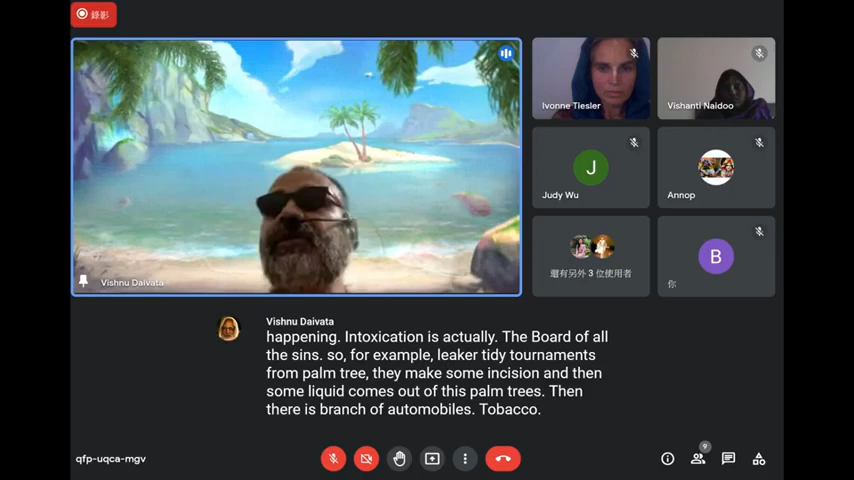 錄影
Vishnu Daivata
Ivonne Tiesler
Vishanti Naidoo
J
Judy Wu
Annop
還有另外 3 位使用者
B
你
Vishnu Daivata
happening. Intoxication is actually. The Board of all
the sins. so, for example, leaker tidy tournaments
from palm tree, they make some incision and then
some liquid comes out of this palm trees. Then
there is branch of automobiles. Tobacco.
qfp-uqca-mgv
9